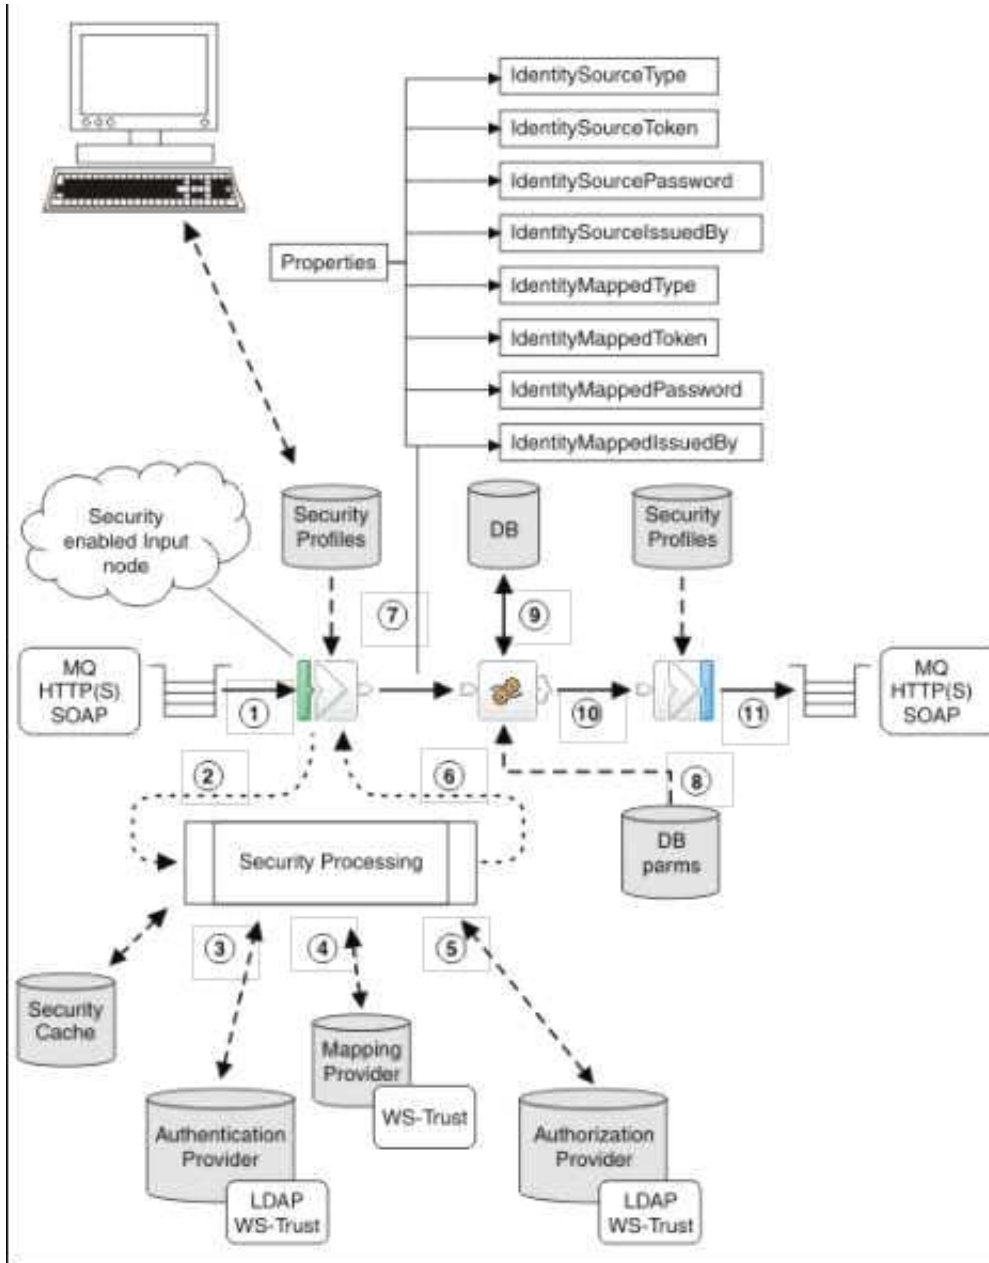 IdentitySourceType
IdentitySourceToken
IdentitySourcePassword
IdentitySourceIssuedBy
Properties
IdentityMappedType
IdentityMappedToken
IdentityMappedPassword
IdentityMappedIssuedBy
Security
enabled Input
node
Security
Profiles
DB
Security
Profiles
7
9
MQ
HTTP(S)
SOAP
1
10
11
MQ
HTTP(S)
SOAP
2
6
8
Security Processing
DB
parms
3
4
5
Security
Cache
Mapping
Provider
WS-Trust
Authentication
Provider
LDAP
WS-Trust
Authorization
Provider
LDAP
WS-Trust